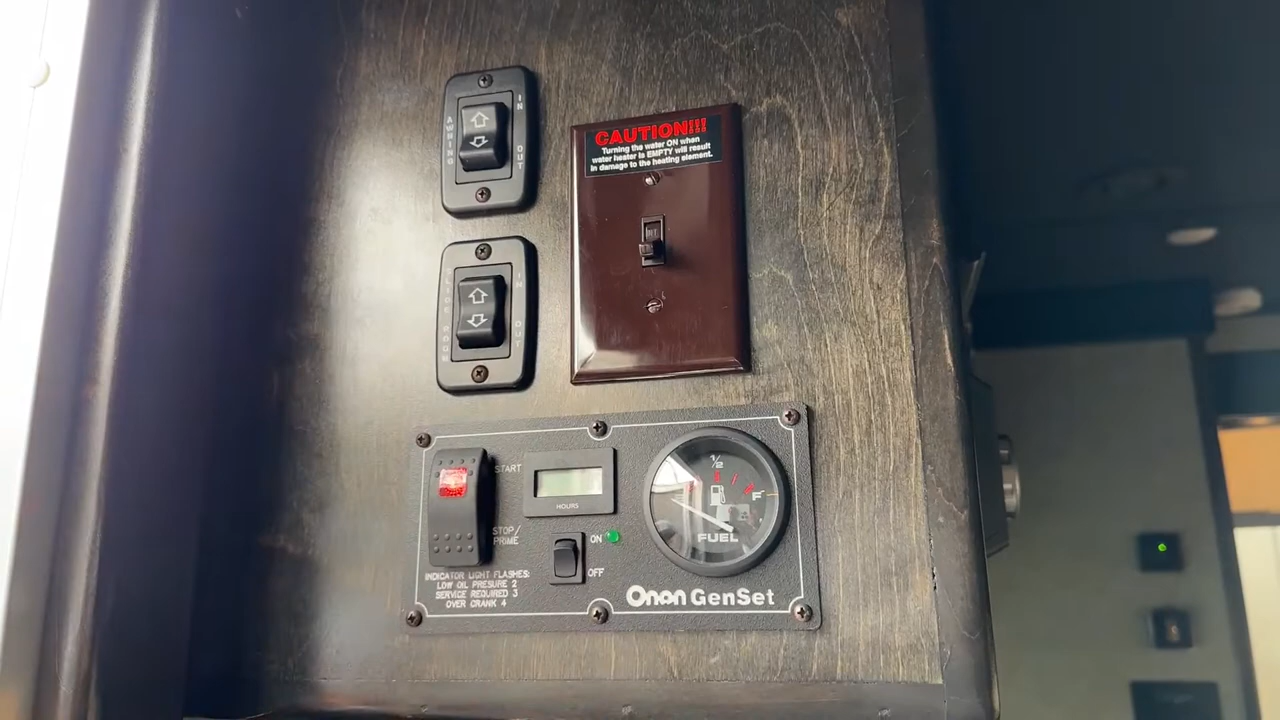 AWNING
IN
OUT
CAUTION!!!
Turning the water ON when
water heater is EMPTY will result
in damage to the heating element.
IN
OUT
START
STOP/
PRIME
HOURS
ON
OFF
1/2
F
FUEL
INDICATOR LIGHT FLASHES:
LOW OIL PRESURE 2
SERVICE REQUIRED 3
OVER CRANK 4
Onan GenSet